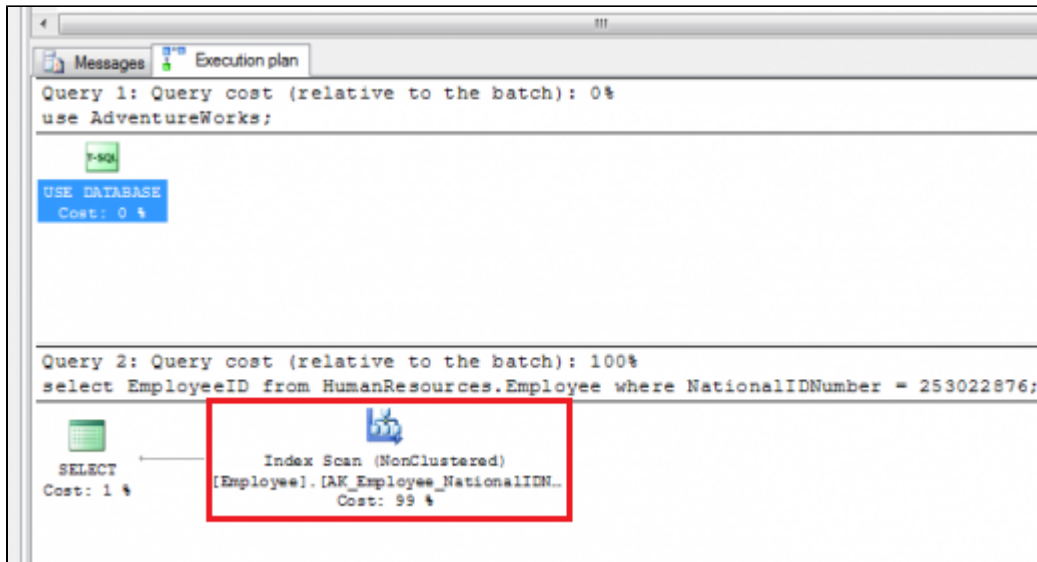 Messages Execution plan
Query 1: Query cost (relative to the batch): 0%
use AdventureWorks;
T-SQL
USE DATABASE
Cost: 0 %
Query 2: Query cost (relative to the batch): 100%
select EmployeeID from HumanResources.Employee where NationalIDNumber = 253022876;
SELECT
Cost: 1 %
Index Scan (NonClustered)
[Employee].[AK_Employee_NationalIDN…
Cost: 99 %